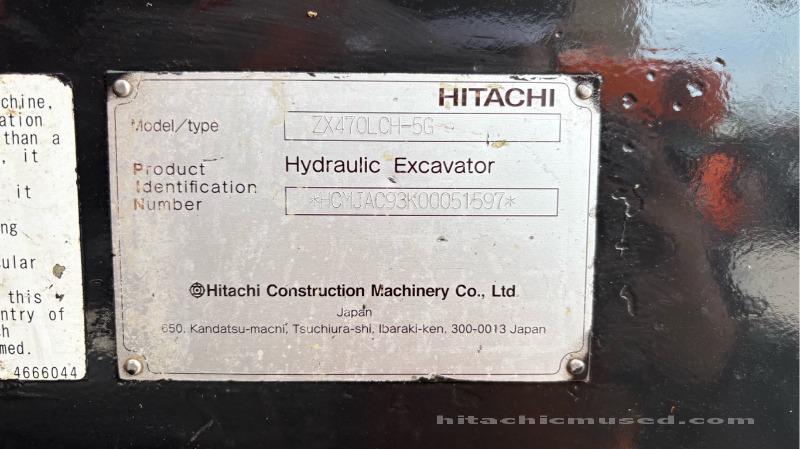 chine,
ation
than a
, it
it
ng
ular
this
ntry of
h
med.
4666044
HITACHI
Model/type ZX470LCH-5G
Product Hydraulic Excavator
Identification
Number *HCMJAC93K00051597*
Hitachi Construction Machinery Co., Ltd.
Japan
650, Kandatsu-machi, Tsuchiura-shi, Ibaraki-ken, 300-0013 Japan
hitachicmused.com